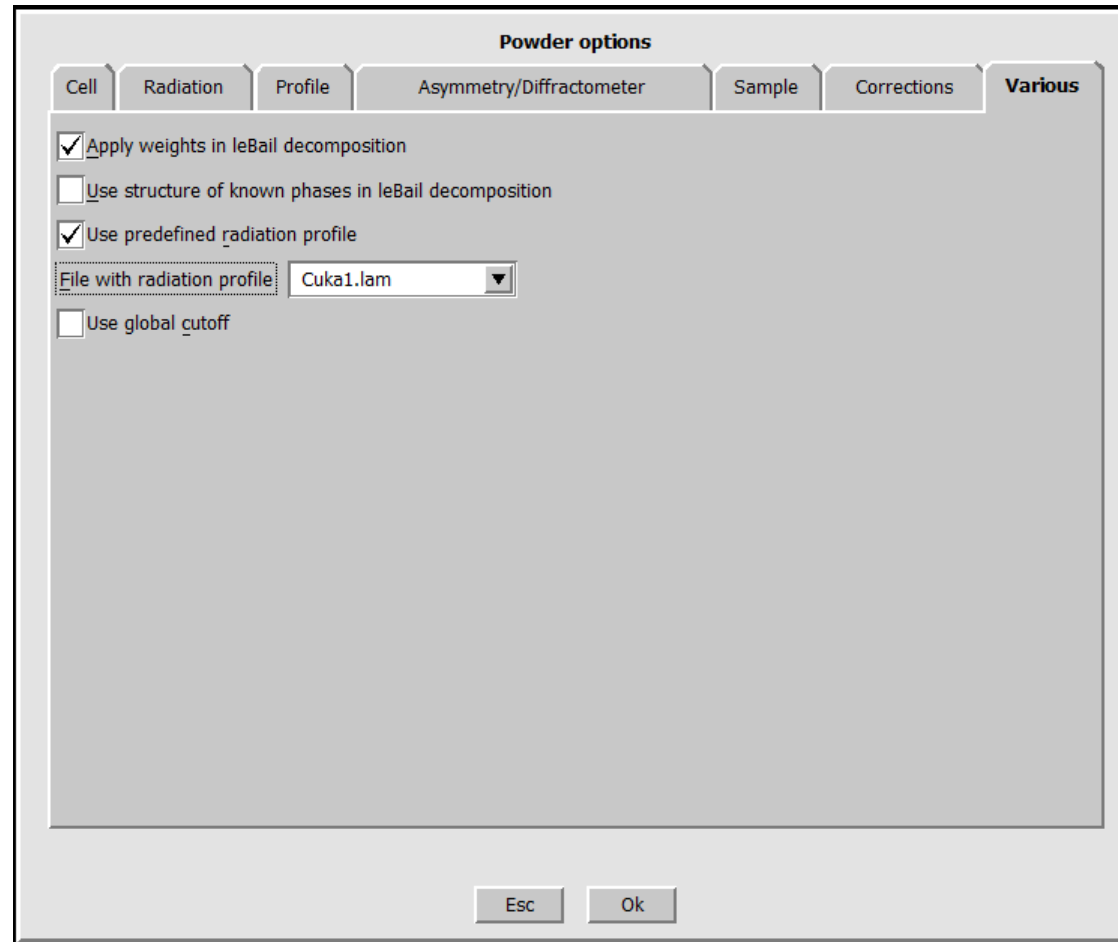 Powder options
Cell Radiation Profile Asymmetry/Diffractometer Sample Corrections Various
Apply weights in leBail decomposition
Use structure of known phases in leBail decomposition
Use predefined radiation profile
File with radiation profile Cuka1.lam
Use global cutoff
Esc Ok